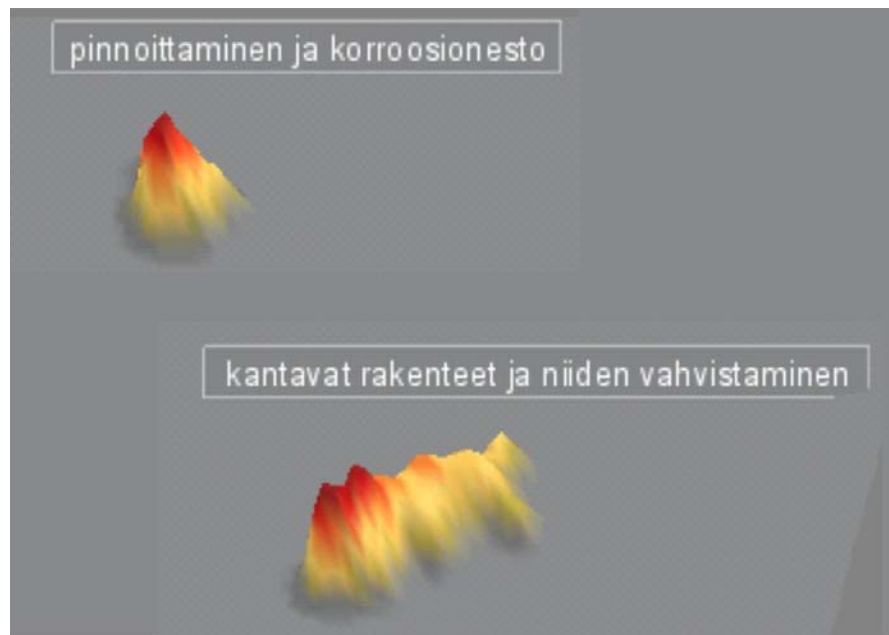 pinnoittaminen ja korroosionesto
kantavat rakenteet ja niiden vahvistaminen